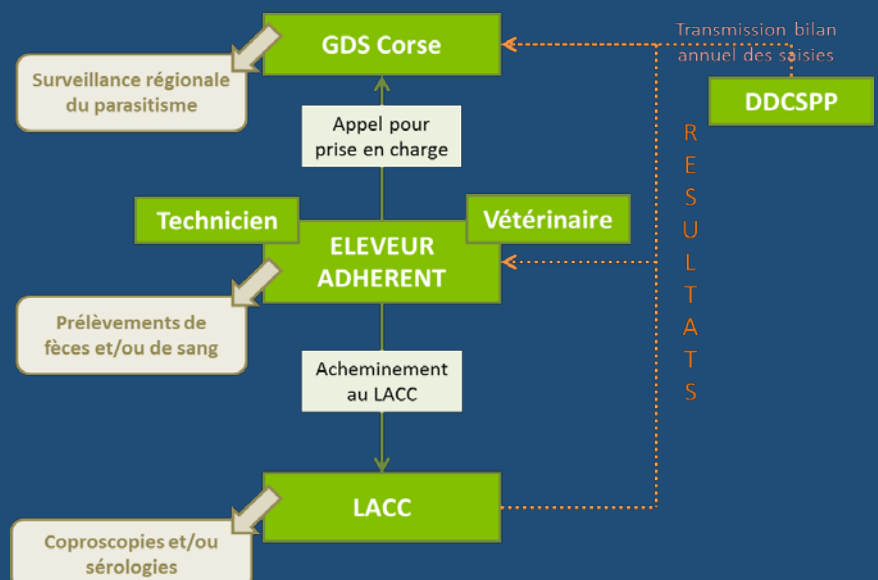 GDS Corse
Transmission bilan
annuel des saisies
Surveillance régionale
du parasitisme
DDCSPP
Appel pour
prise en charge
Technicien
Vétérinaire
ELEVEUR
ADHERENT
RESULTATS
Prélèvements de
fèces et/ou de sang
Acheminement
au LACC
LACC
Coproscopies et/ou
sérologies